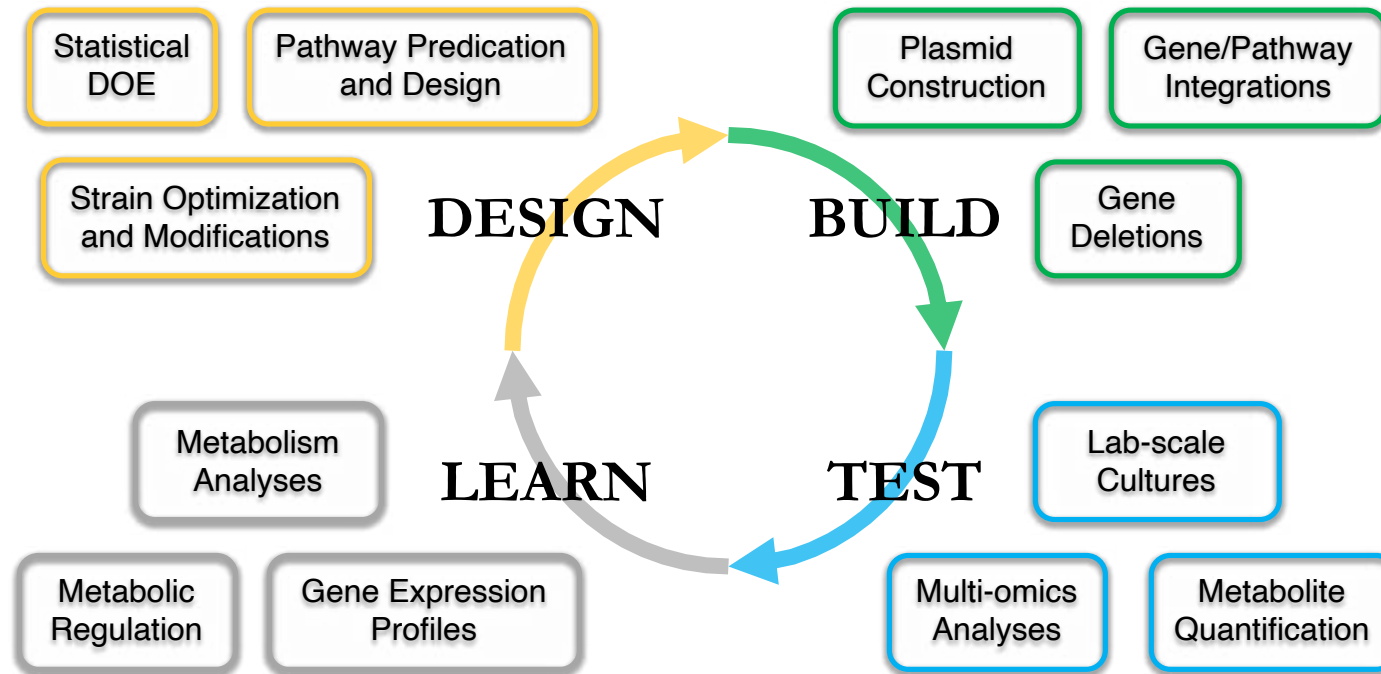 Statistical
DOE
Pathway Predication
and Design
Strain Optimization
and Modifications
DESIGN
Plasmid
Construction
Gene/Pathway
Integrations
Gene
Deletions
BUILD
Metabolism
Analyses
LEARN
Metabolic
Regulation
Gene Expression
Profiles
TEST
Lab-scale
Cultures
Multi-omics
Analyses
Metabolite
Quantification